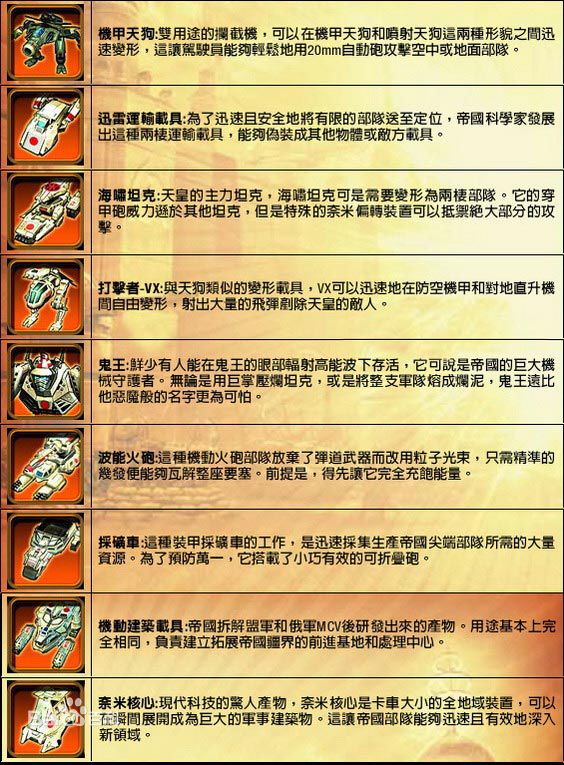 機甲天狗:雙用途的攔截機，可以在機甲天狗和噴射天狗這兩種形貌之間迅
速變形，這讓駕駛員能夠輕鬆地用20mm自動砲攻擊空中或地面部隊。
迅雷運輸載具:為了迅速且安全地將有限的部隊送至定位，帝國科學家發展
出這種兩棲運輸載具，能夠偽裝成其他物體或敵方載具。
海嘯坦克:天皇的主力坦克，海嘯坦克可是需要變形為兩棲部隊。它的穿
甲砲威力遜於其他坦克，但是特殊的奈米偏轉裝置可以抵禦絕大部分的攻
擊。
打擊者-VX:與天狗類似的變形載具，VX可以迅速地在防空機甲和對地直升機
間自由變形，射出大量的飛彈剷除天皇的敵人。
鬼王:鮮少有人能在鬼王的眼部輻射高能波下存活，它可說是帝國的巨大機
械守護者。無論是用巨掌壓爛坦克，或是將整支軍隊熔成爛泥，鬼王遠比
他惡魔般的名字更為可怕。
波能火砲:這種機動火砲部隊放棄了彈道武器而改用粒子光束，只需精準的
幾發便能夠瓦解整座要塞。前提是，得先讓它完全充飽能量。
採礦車:這種裝甲採礦車的工作，是迅速採集生產帝國尖端部隊所需的大量
資源。為了預防萬一，它搭載了小巧有效的可折疊砲。
機動建築載具:帝國拆解盟軍和俄軍MCV後研發出來的產物。用途基本上完
全相同，負責建立拓展帝國疆界的前進基地和處理中心。
奈米核心:現代科技的驚人產物，奈米核心是卡車大小的全地域裝置，可以
在瞬間展開成為巨大的軍事建築物。這讓帝國部隊能夠迅速且有效地深入
新領域。